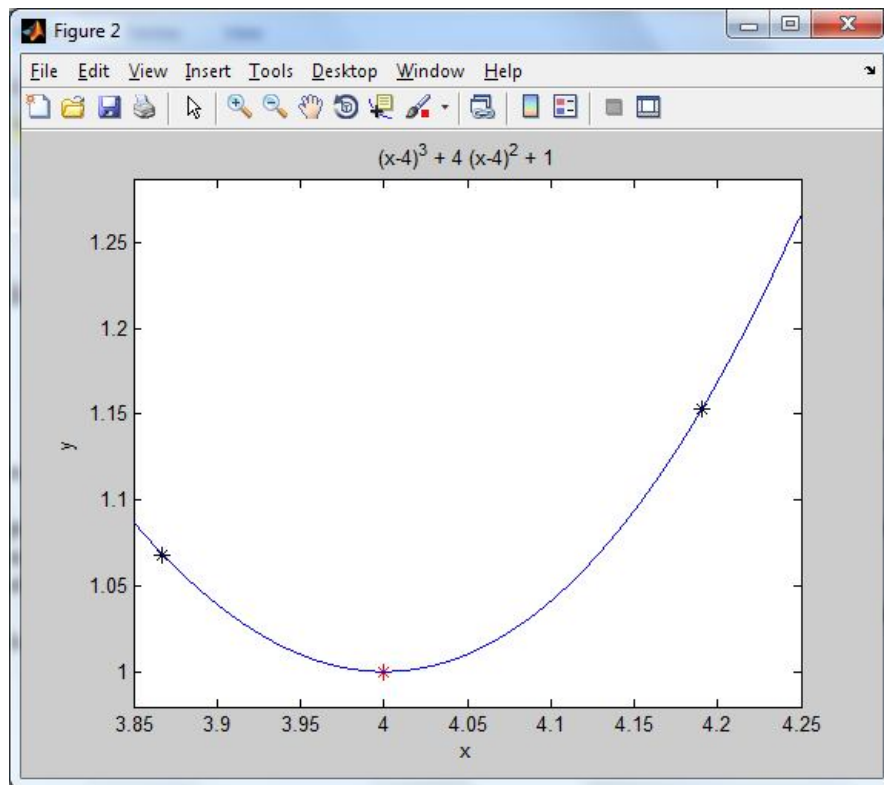 Figure 2
File Edit View Insert Tools Desktop Window Help
(x-4)³ + 4 (x-4)² + 1
1.25
1.2
1.15
1.1
1.05
1
y
3.85 3.9 3.95 4 4.05 4.1 4.15 4.2 4.25
x